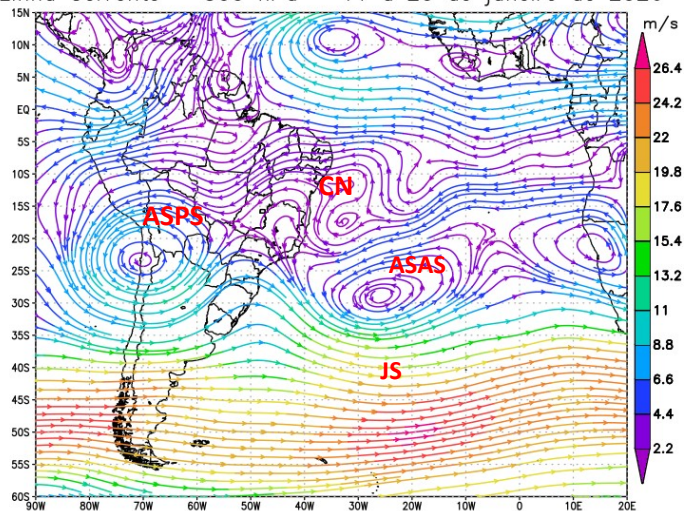 m/s
15N
10N
5N
EQ
5S
10S
15S
20S
25S
30S
35S
40S
45S
50S
55S
60S
CN
ASPS
ASAS
JS
26.4
24.2
22
19.8
17.6
15.4
13.2
11
8.8
6.6
4.4
2.2
90W 80W 70W 60W 50W 40W 30W 20W 10W 0 10E 20E